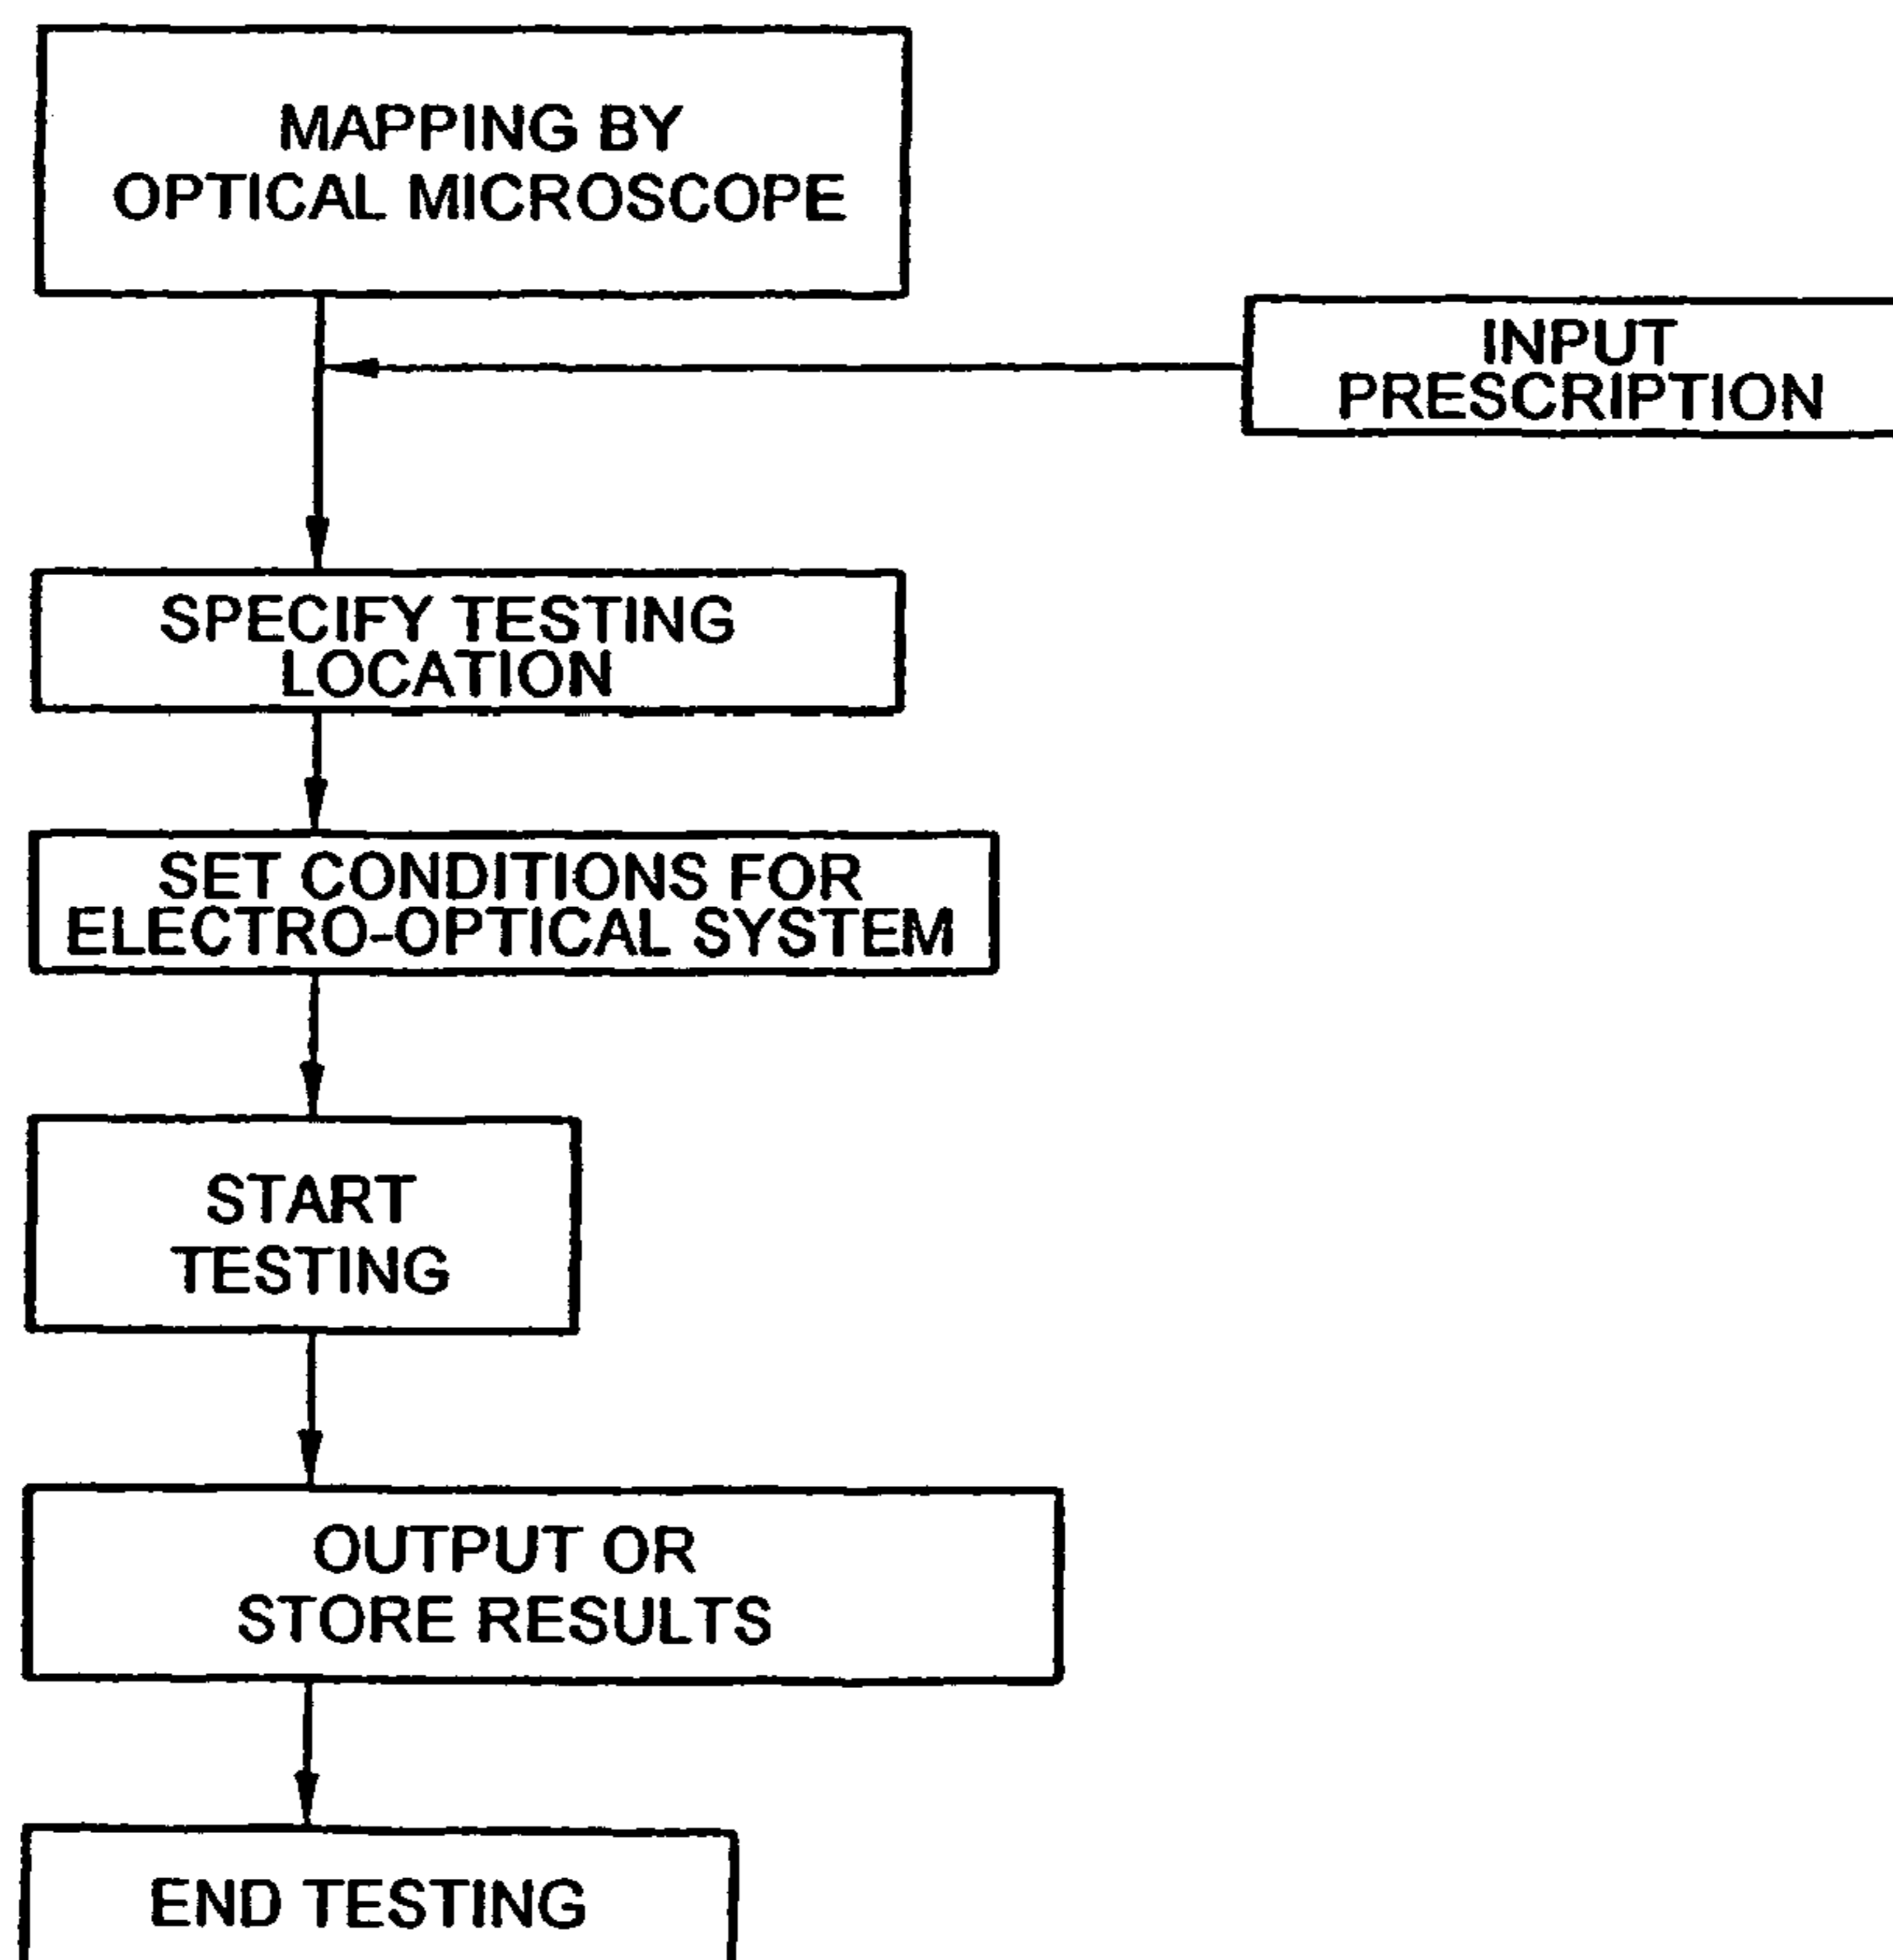 MAPPING BY
OPTICAL MICROSCOPE
INPUT
PRESCRIPTION
SPECIFY TESTING
LOCATION
SET CONDITIONS FOR
ELECTRO-OPTICAL SYSTEM
START
TESTING
OUTPUT OR
STORE RESULTS
END TESTING